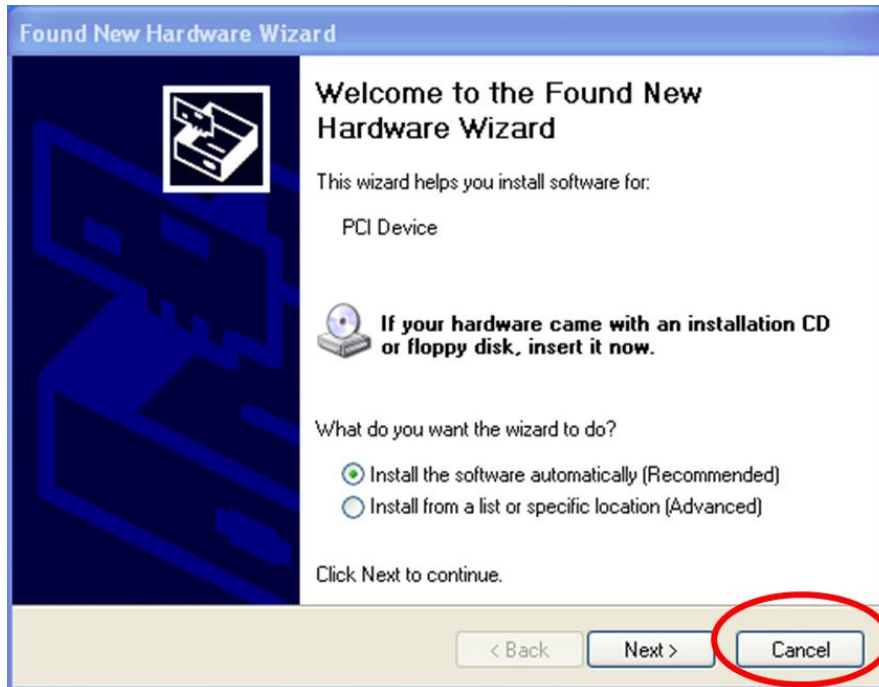 Found New Hardware Wizard
Welcome to the Found New
Hardware Wizard
This wizard helps you install software for:
PCI Device
If your hardware came with an installation CD
or floppy disk, insert it now.
What do you want the wizard to do?
Install the software automatically (Recommended)
Install from a list or specific location (Advanced)
Click Next to continue.
< Back Next > Cancel